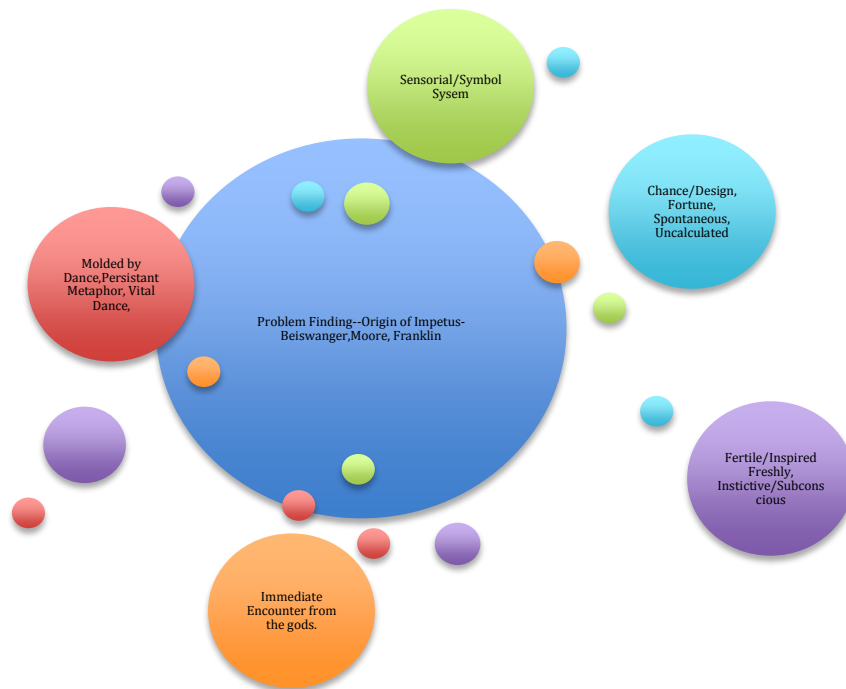 Sensorial/Symbol
Sysem
Chance/Design,
Fortune,
Spontaneous,
Uncalculated
Molded by
Dance,Persistant
Metaphor, Vital
Dance,
Problem Finding--Origin of Impetus-
Beiswanger,Moore, Franklin
Fertile/Inspired
Freshly,
Instictive/Subcons
cious
Immediate
Encounter from
the gods.